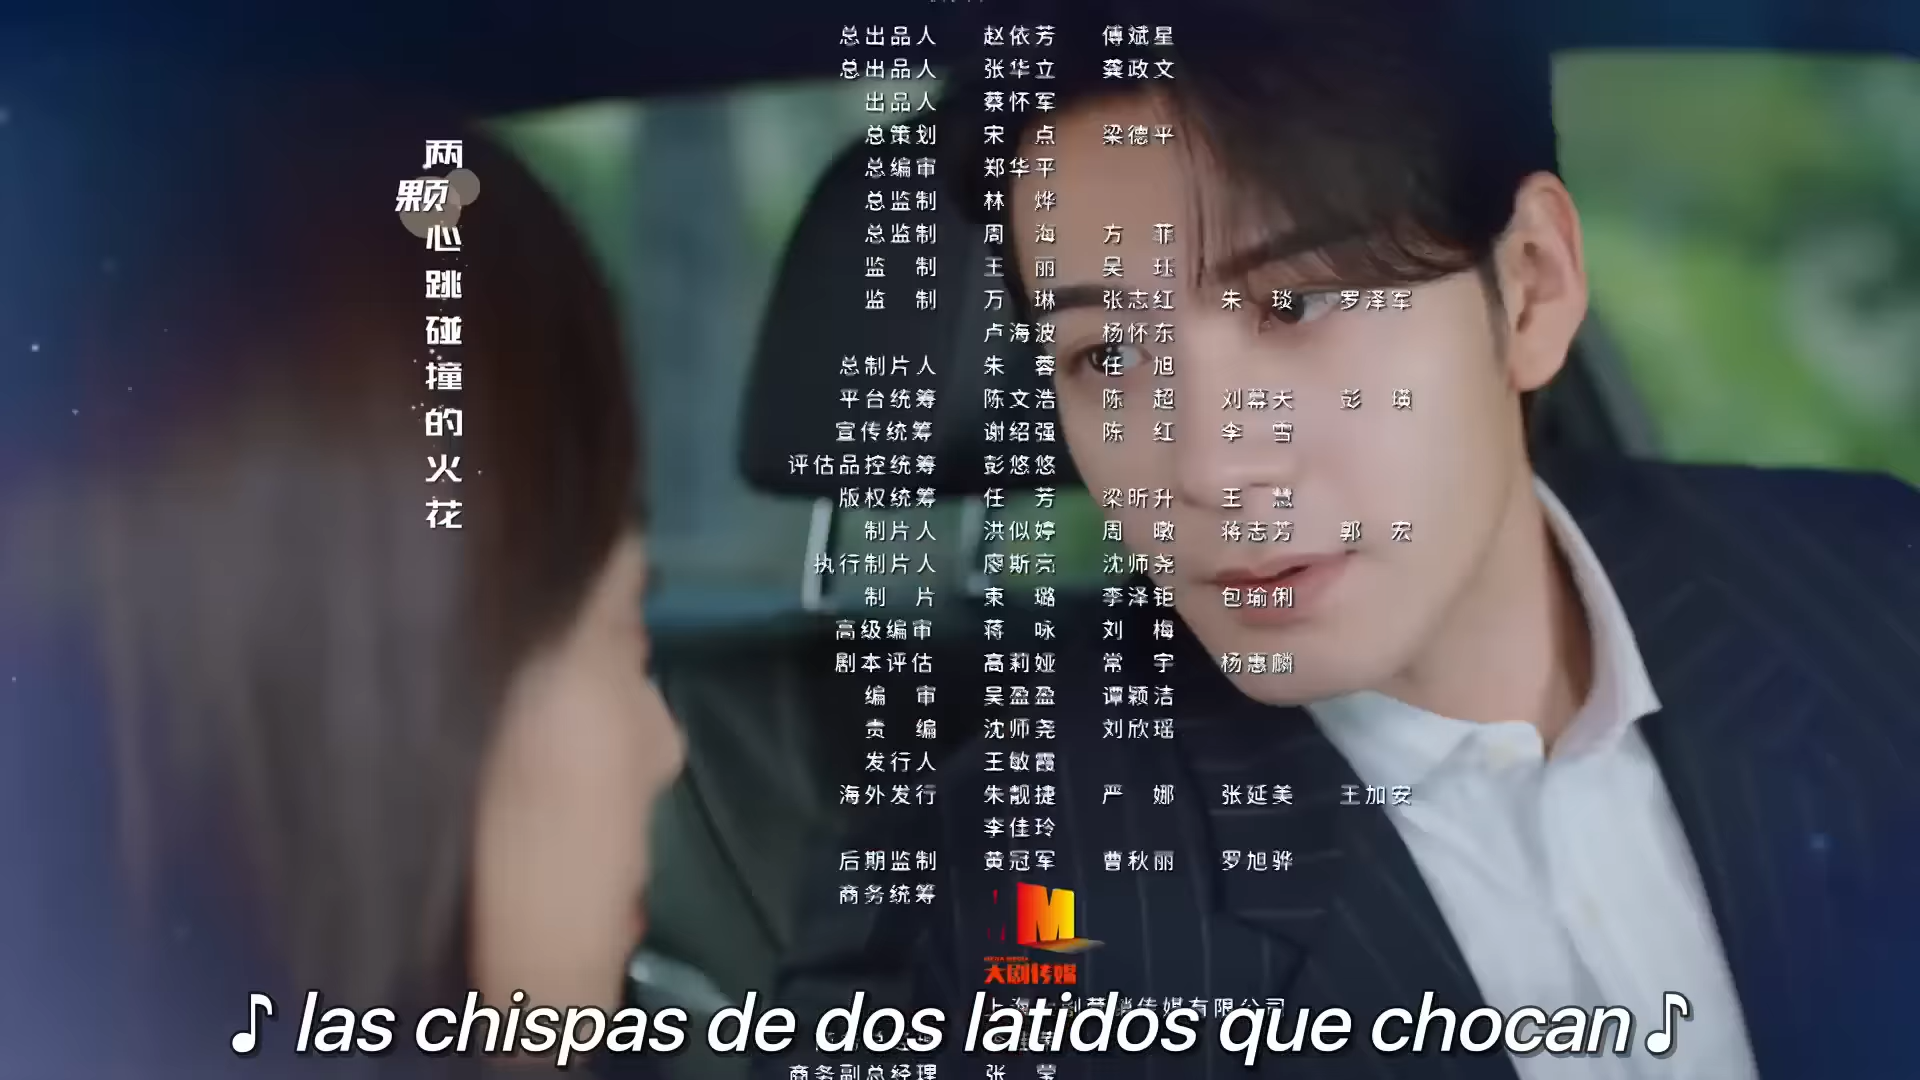 两颗心跳碰撞的火花
总出品人 赵依芳 傅斌星
总出品人 张华立 龚政文
出品人 蔡怀军
总策划 宋点 梁德平
总编审 郑华平
总监制 林烨
总监制 周海 方菲
监制 王丽 吴珏
监制 万琳 张志红 朱琰 罗泽军
卢海波 杨怀东
总制片人 朱蓉 任旭
平台统筹 陈文浩 陈超 刘幕天 彭瑛
宣传统筹 谢绍强 陈红 李雪
评估品控统筹 彭悠悠
版权统筹 任芳 梁昕升 王慧
制片人 洪似婷 周暾 蒋志芳 郭宏
执行制片人 廖斯亮 沈师尧
制片 束璐 李泽钜 包瑜俐
高级编审 蒋咏 刘梅
剧本评估 高莉娅 常宇 杨惠麟
编审 吴盈盈 谭颖洁
责编 沈师尧 刘欣瑶
发行人 王敏霞
海外发行 朱靓捷 严娜 张延美 王加安
李佳玲
后期监制 黄冠军 曹秋丽 罗旭骅
商务统筹
大剧传媒
♪ las chispas de dos latidos que chocan ♪
商务副总经理 张莹